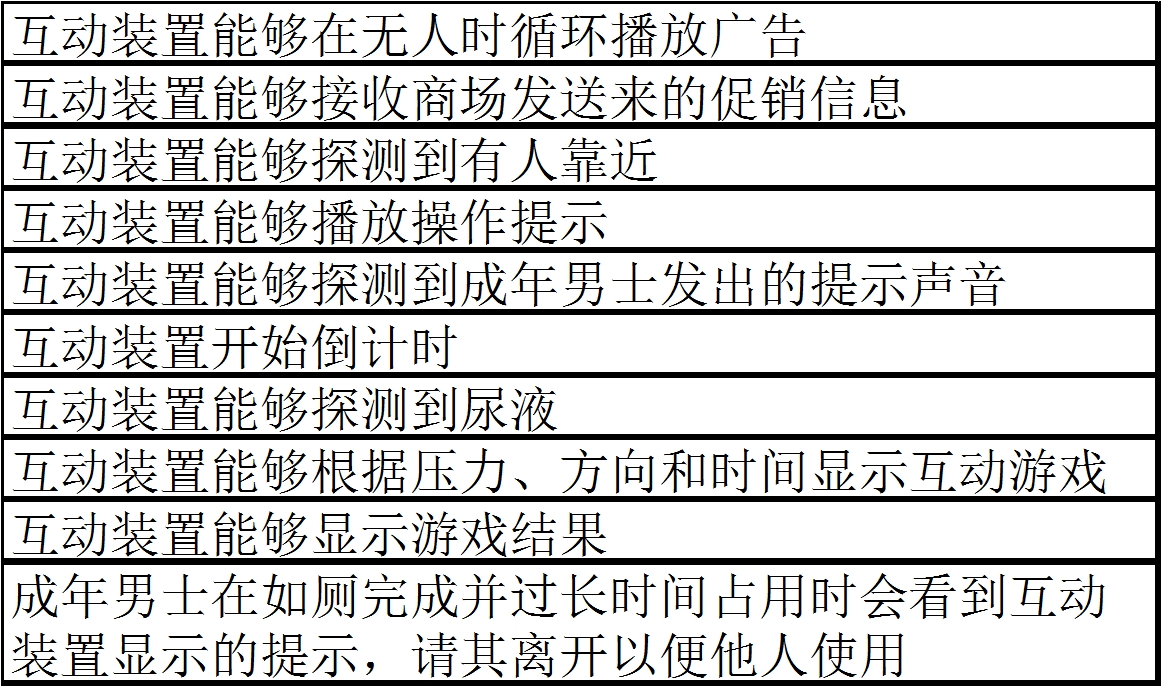 互动装置能够在无人时循环播放广告
互动装置能够接收商场发送来的促销信息
互动装置能够探测到有人靠近
互动装置能够播放操作提示
互动装置能够探测到成年男士发出的提示声音
互动装置开始倒计时
互动装置能够探测到尿液
互动装置能够根据压力、方向和时间显示互动游戏
互动装置能够显示游戏结果
成年男士在如厕完成并过长时间占用时会看到互动
装置显示的提示，请其离开以便他人使用